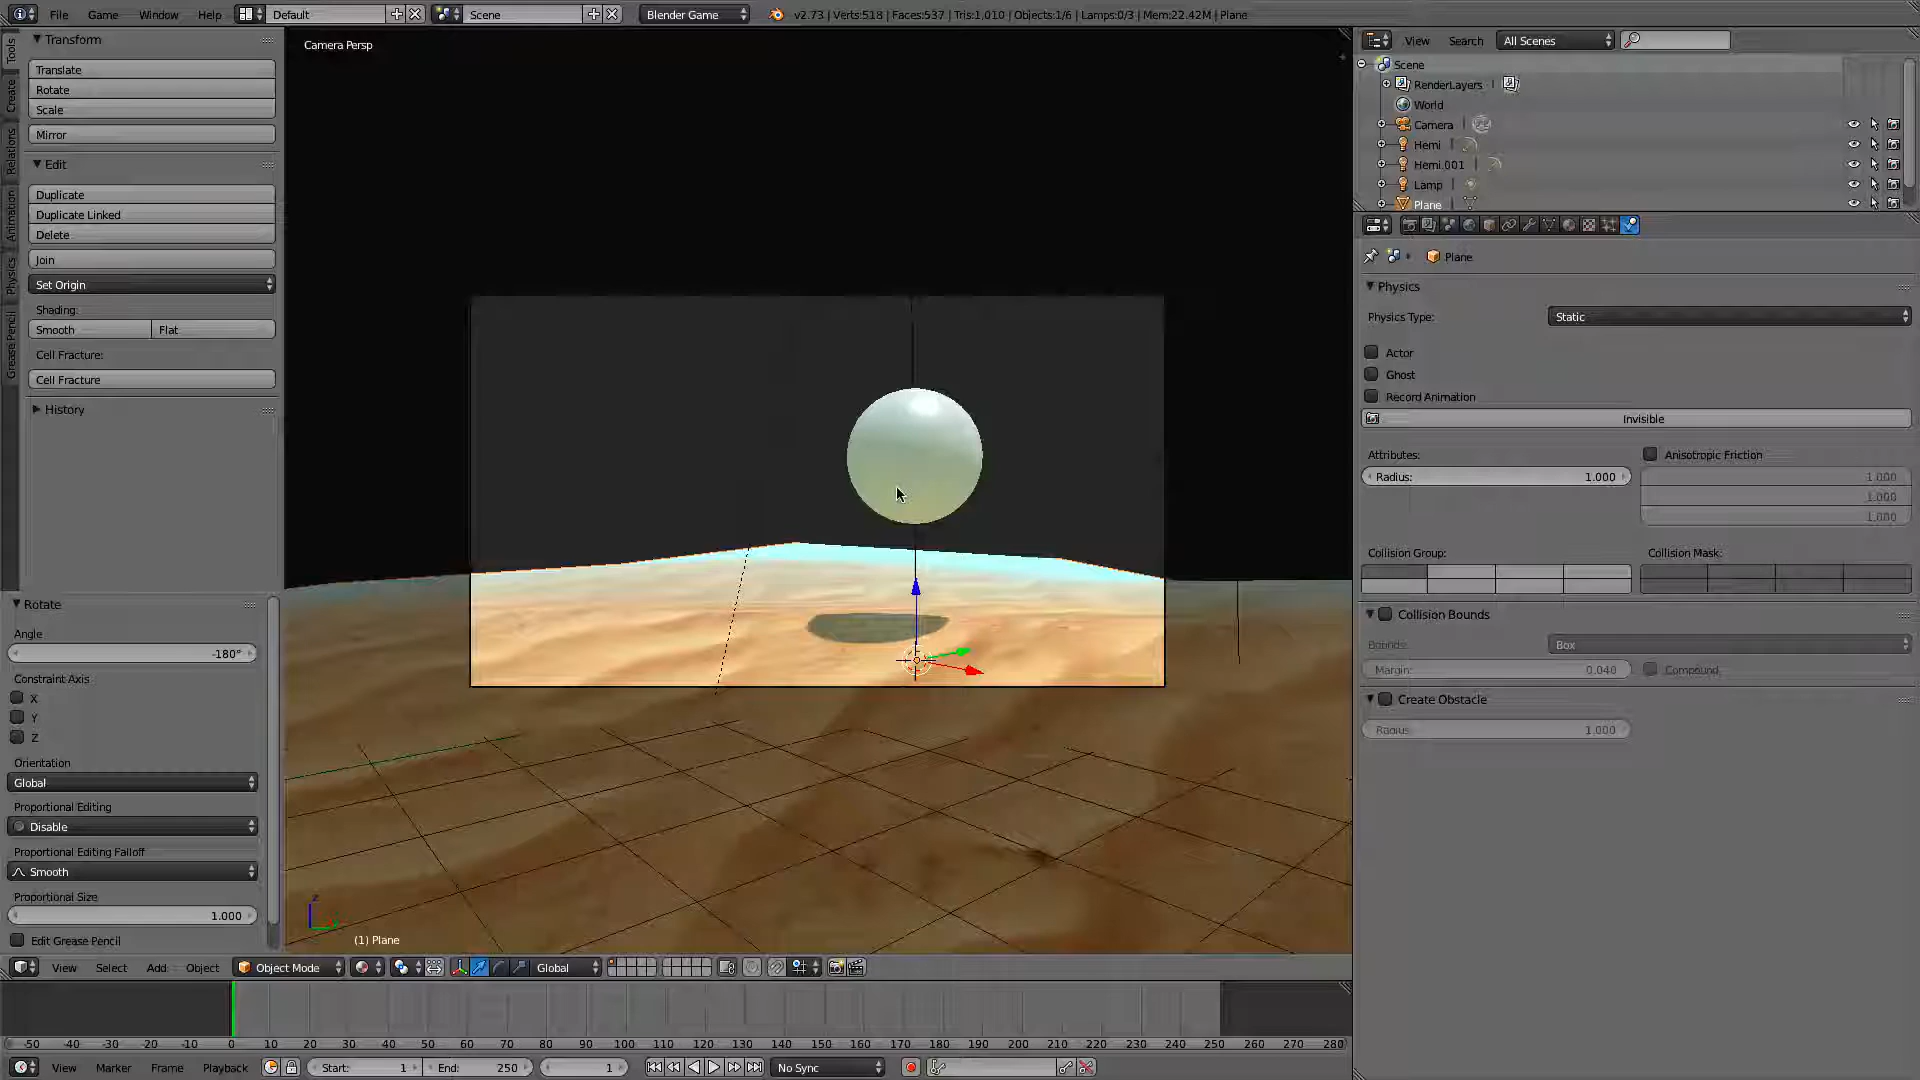 File Game Window Help Default Scene Blender Game v2.73 | Verts:518 | Faces:537 | Tris:1,010 | Objects:1/6 | Lamps:0/3 | Mem:22.42M | Plane
Tools
Create
Relations
Animation
Physics
Grease Pencil
Transform
Translate
Rotate
Scale
Mirror
Edit
Duplicate
Duplicate Linked
Delete
Join
Set Origin
Shading:
Smooth Flat
Cell Fracture:
Cell Fracture
History
Rotate
Angle
-180°
Constraint Axis
X
Y
Z
Orientation
Global
Proportional Editing
Disable
Proportional Editing Falloff
Smooth
Proportional Size
1.000
Edit Grease Pencil
Camera Persp
z
(1) Plane
View Select Add Object Object Mode Global
-50 -40 -30 -20 -10 0 10 20 30 40 50 60 70 80 90 100 110 120 130 140 150 160 170 180 190 200 210 220 230 240 250 260 270 280
View Marker Frame Playback Start: 1 End: 250 1 No Sync
View Search All Scenes
Scene
RenderLayers
World
Camera
Hemi
Hemi.001
Lamp
Plane
Plane
Physics
Physics Type: Static
Actor
Ghost
Record Animation
Invisible
Attributes: Anisotropic Friction
Radius: 1.000 1.000
1.000
1.000
Collision Group: Collision Mask:
Collision Bounds
Bounds: Box
Margin: 0.040 Compound
Create Obstacle
Radius: 1.000